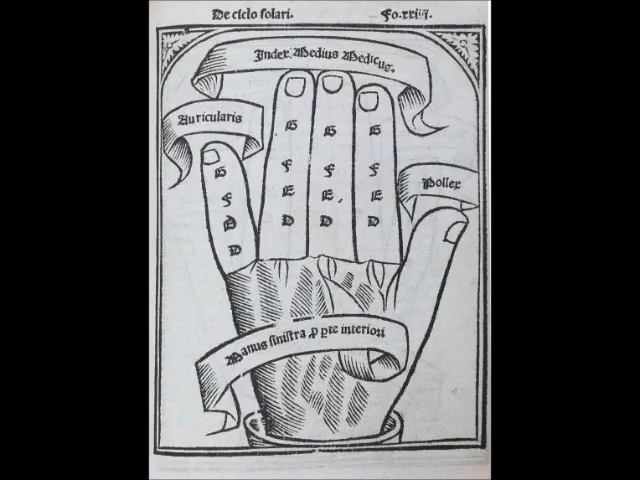 De ciclo solari. Fo.xxiiij.
Index. Medius Medicus.
Auricularis
Pollex
G G G G
F F F F
E E E E
D D D D
Manus sinistra p pte interiori